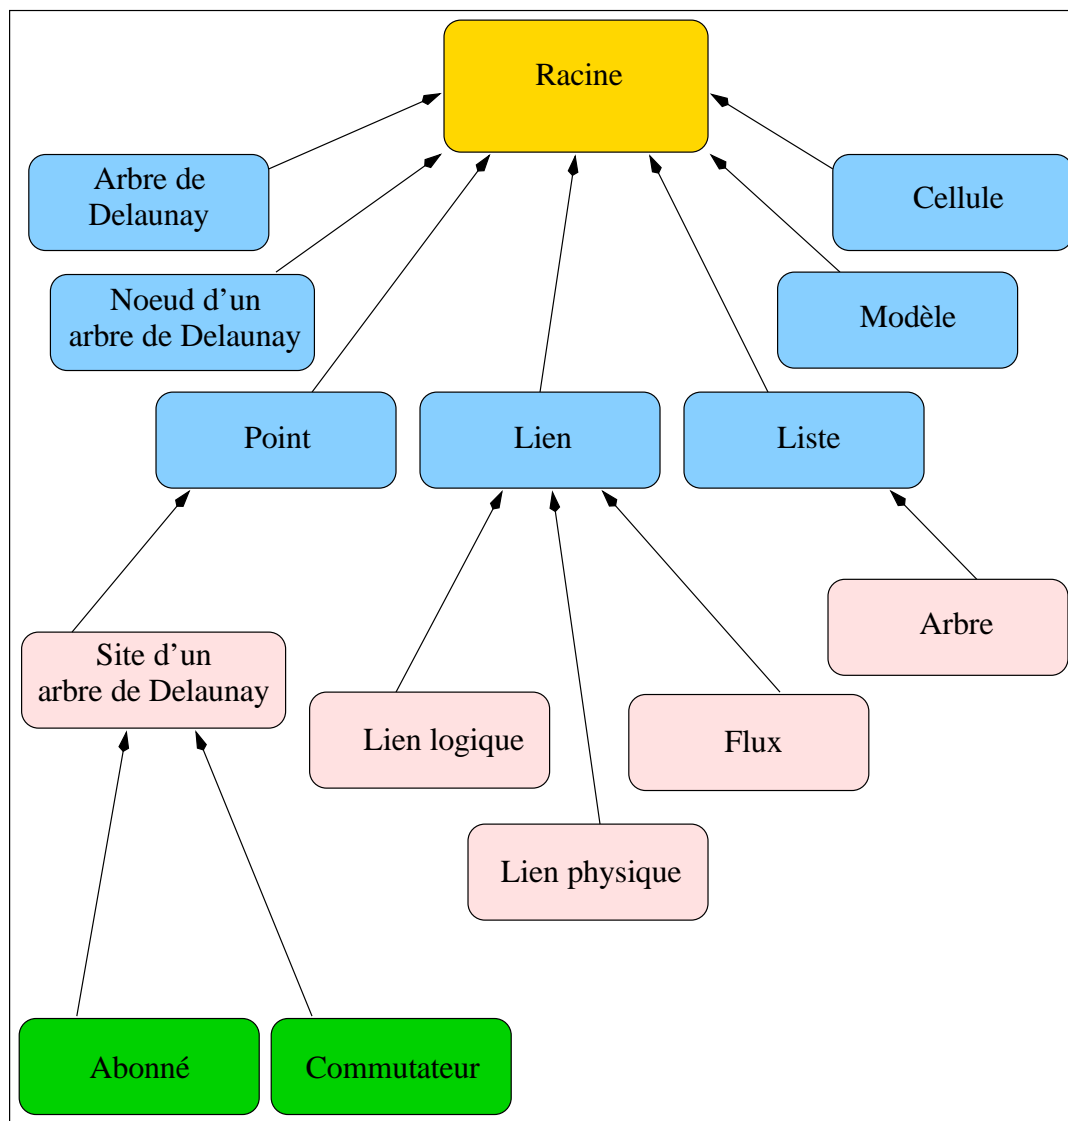 Racine
Arbre de
Delaunay
Cellule
Noeud d’un
arbre de Delaunay
Modèle
Point
Lien
Liste
Arbre
Site d’un
arbre de Delaunay
Lien logique
Flux
Lien physique
Abonné
Commutateur